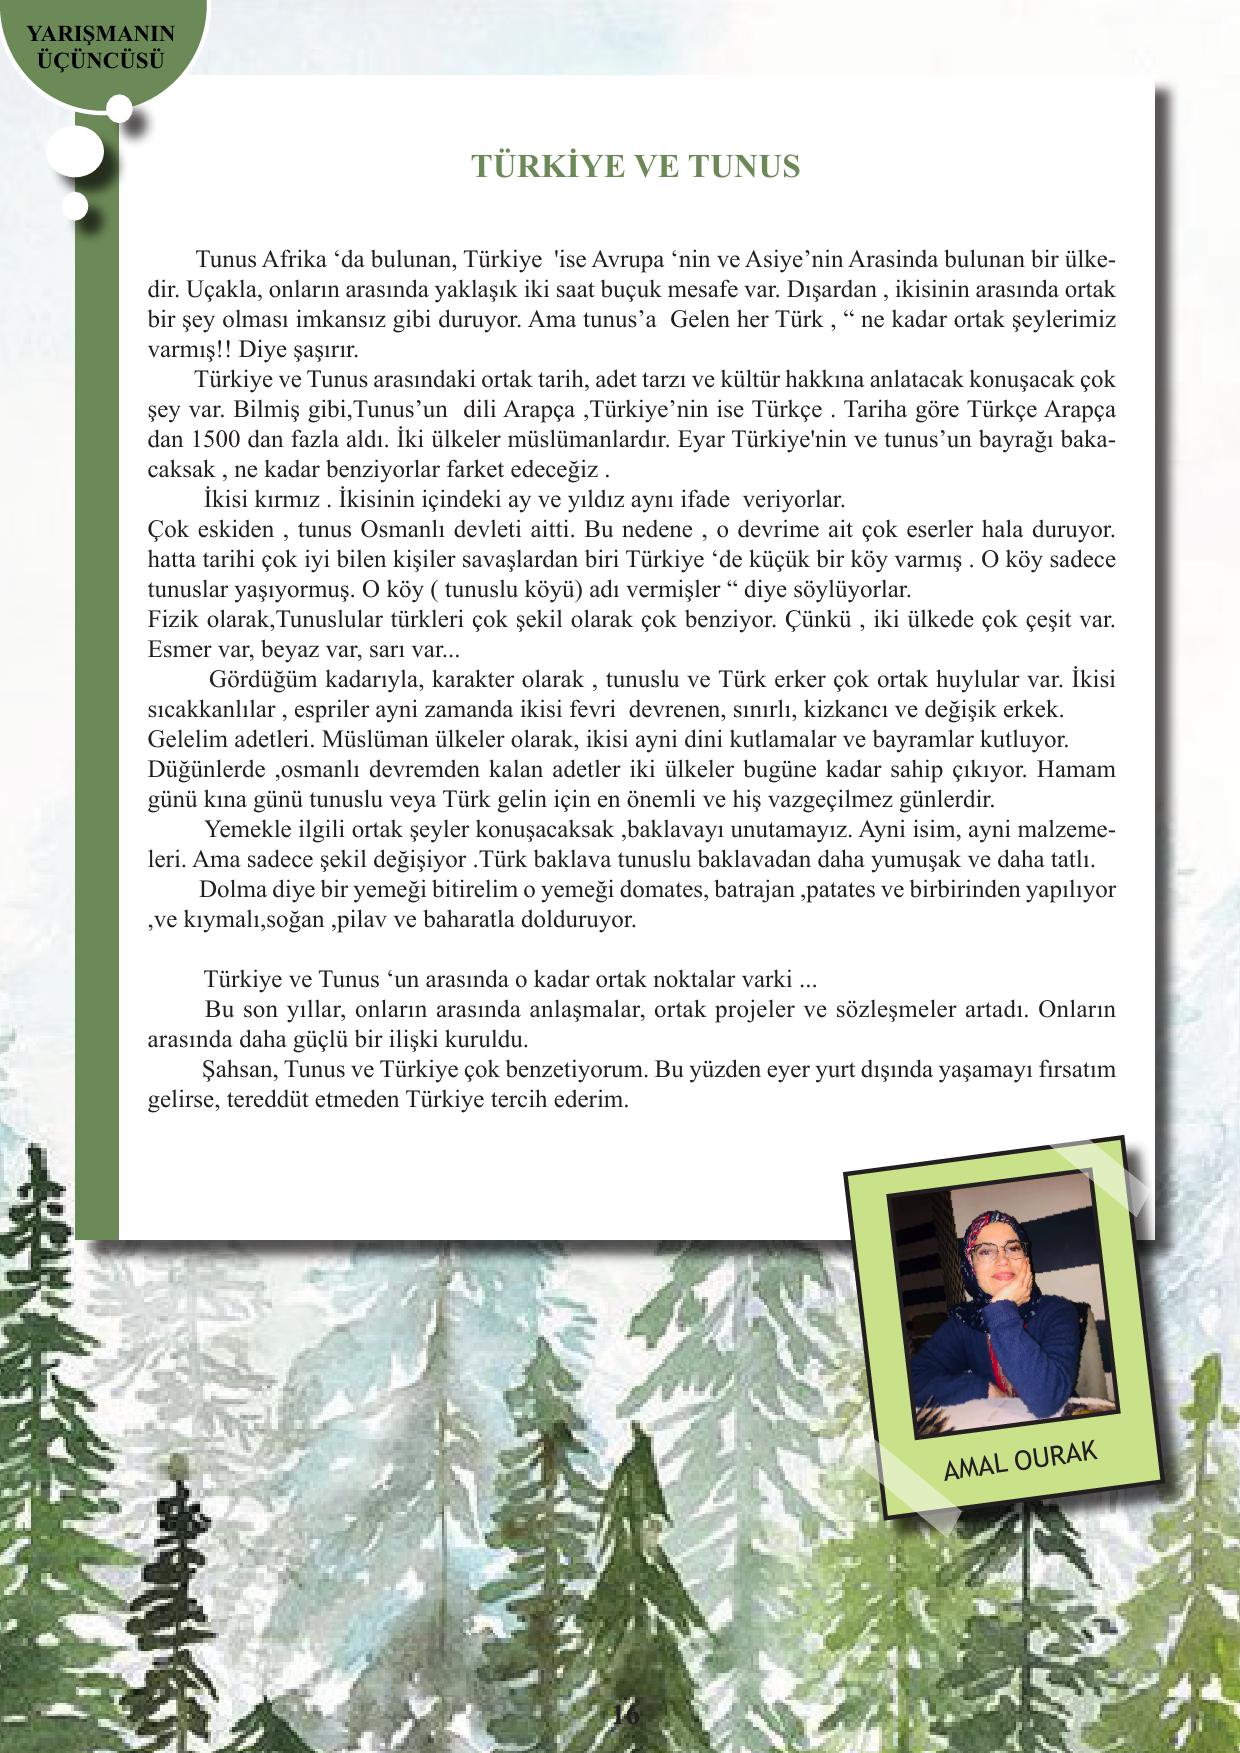 YARIŞMANIN
ÜÇÜNCÜSÜ
TÜRKİYE VE TUNUS
Tunus Afrika ‘da bulunan, Türkiye 'ise Avrupa ‘nin ve Asiye’nin Arasinda bulunan bir ülke-
dir. Uçakla, onların arasında yaklaşık iki saat buçuk mesafe var. Dışardan , ikisinin arasında ortak
bir şey olması imkansız gibi duruyor. Ama tunus’a Gelen her Türk , “ ne kadar ortak şeylerimiz
varmış!! Diye şaşırır.
Türkiye ve Tunus arasındaki ortak tarih, adet tarzı ve kültür hakkına anlatacak konuşacak çok
şey var. Bilmiş gibi,Tunus’un dili Arapça ,Türkiye’nin ise Türkçe . Tariha göre Türkçe Arapça
dan 1500 dan fazla aldı. İki ülkeler müslümanlardır. Eyar Türkiye'nin ve tunus’un bayrağı baka-
caksak , ne kadar benziyorlar farket edeceğiz .
İkisi kırmız . İkisinin içindeki ay ve yıldız aynı ifade veriyorlar.
Çok eskiden , tunus Osmanlı devleti aitti. Bu nedene , o devrime ait çok eserler hala duruyor.
hatta tarihi çok iyi bilen kişiler savaşlardan biri Türkiye ‘de küçük bir köy varmış . O köy sadece
tunuslar yaşıyormuş. O köy ( tunuslu köyü) adı vermişler “ diye söylüyorlar.
Fizik olarak,Tunuslular türkleri çok şekil olarak çok benziyor. Çünkü , iki ülkede çok çeşit var.
Esmer var, beyaz var, sarı var...
Gördüğüm kadarıyla, karakter olarak , tunuslu ve Türk erker çok ortak huylular var. İkisi
sıcakkanlılar , espriler ayni zamanda ikisi fevri devrenen, sınırlı, kizkancı ve değişik erkek.
Gelelim adetleri. Müslüman ülkeler olarak, ikisi ayni dini kutlamalar ve bayramlar kutluyor.
Düğünlerde ,osmanlı devremden kalan adetler iki ülkeler bugüne kadar sahip çıkıyor. Hamam
günü kına günü tunuslu veya Türk gelin için en önemli ve hiş vazgeçilmez günlerdir.
Yemekle ilgili ortak şeyler konuşacaksak ,baklavayı unutamayız. Ayni isim, ayni malzeme-
leri. Ama sadece şekil değişiyor .Türk baklava tunuslu baklavadan daha yumuşak ve daha tatlı.
Dolma diye bir yemeği bitirelim o yemeği domates, batrajan ,patates ve birbirinden yapılıyor
,ve kıymalı,soğan ,pilav ve baharatla dolduruyor.
Türkiye ve Tunus ‘un arasında o kadar ortak noktalar varki ...
Bu son yıllar, onların arasında anlaşmalar, ortak projeler ve sözleşmeler artadı. Onların
arasında daha güçlü bir ilişki kuruldu.
Şahsan, Tunus ve Türkiye çok benzetiyorum. Bu yüzden eyer yurt dışında yaşamayı fırsatım
gelirse, tereddüt etmeden Türkiye tercih ederim.
AMAL OURAK
16